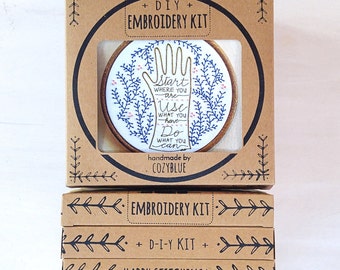 + DIY +
EMBROIDERY KIT
Start
WHERE YOU
are
Use
WHAT YOU
have
Do
WHAT YOU
can
handmade by
COZYBLUE
EMBROIDERY KIT
+ D-I-Y KIT +